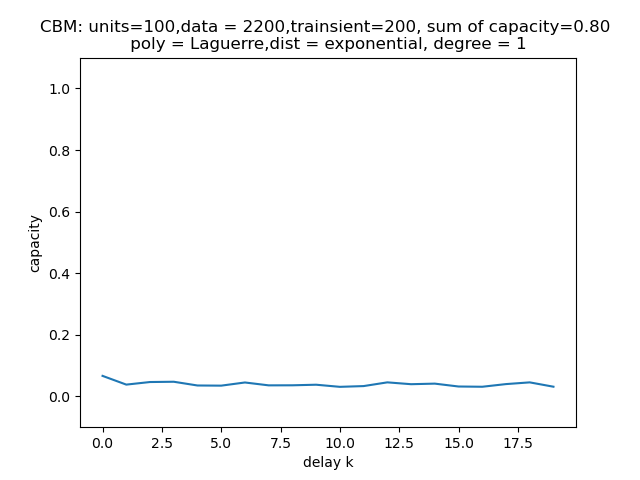 CBM: units=100,data = 2200,trainsient=200, sum of capacity=0.80
poly = Laguerre,dist = exponential, degree = 1
1.0
0.8
0.6
0.4
0.2
0.0
capacity
0.0 2.5 5.0 7.5 10.0 12.5 15.0 17.5
delay k